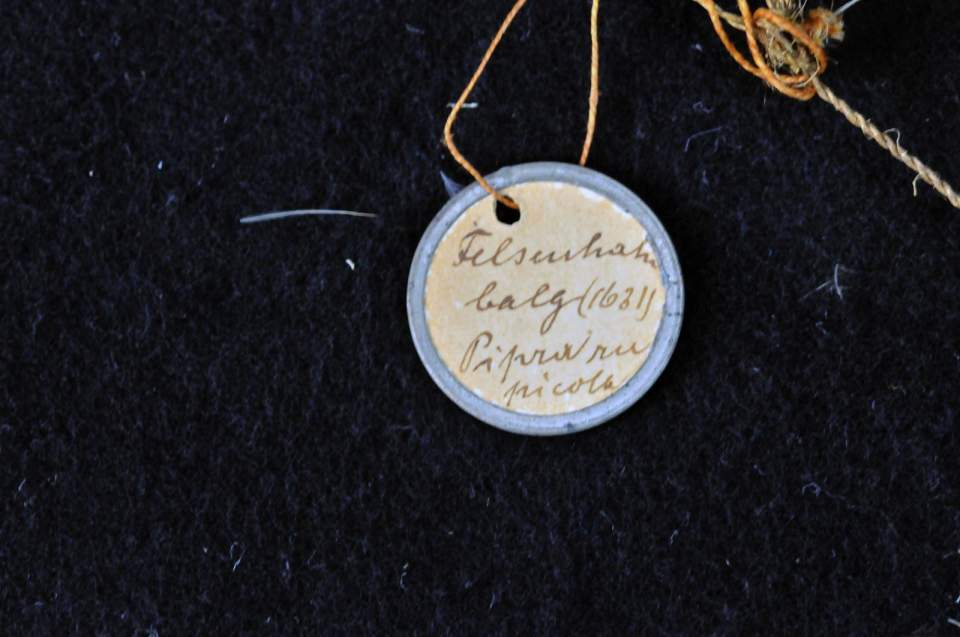 Felsenhahn
balg (1631)
Pipra ru
picola